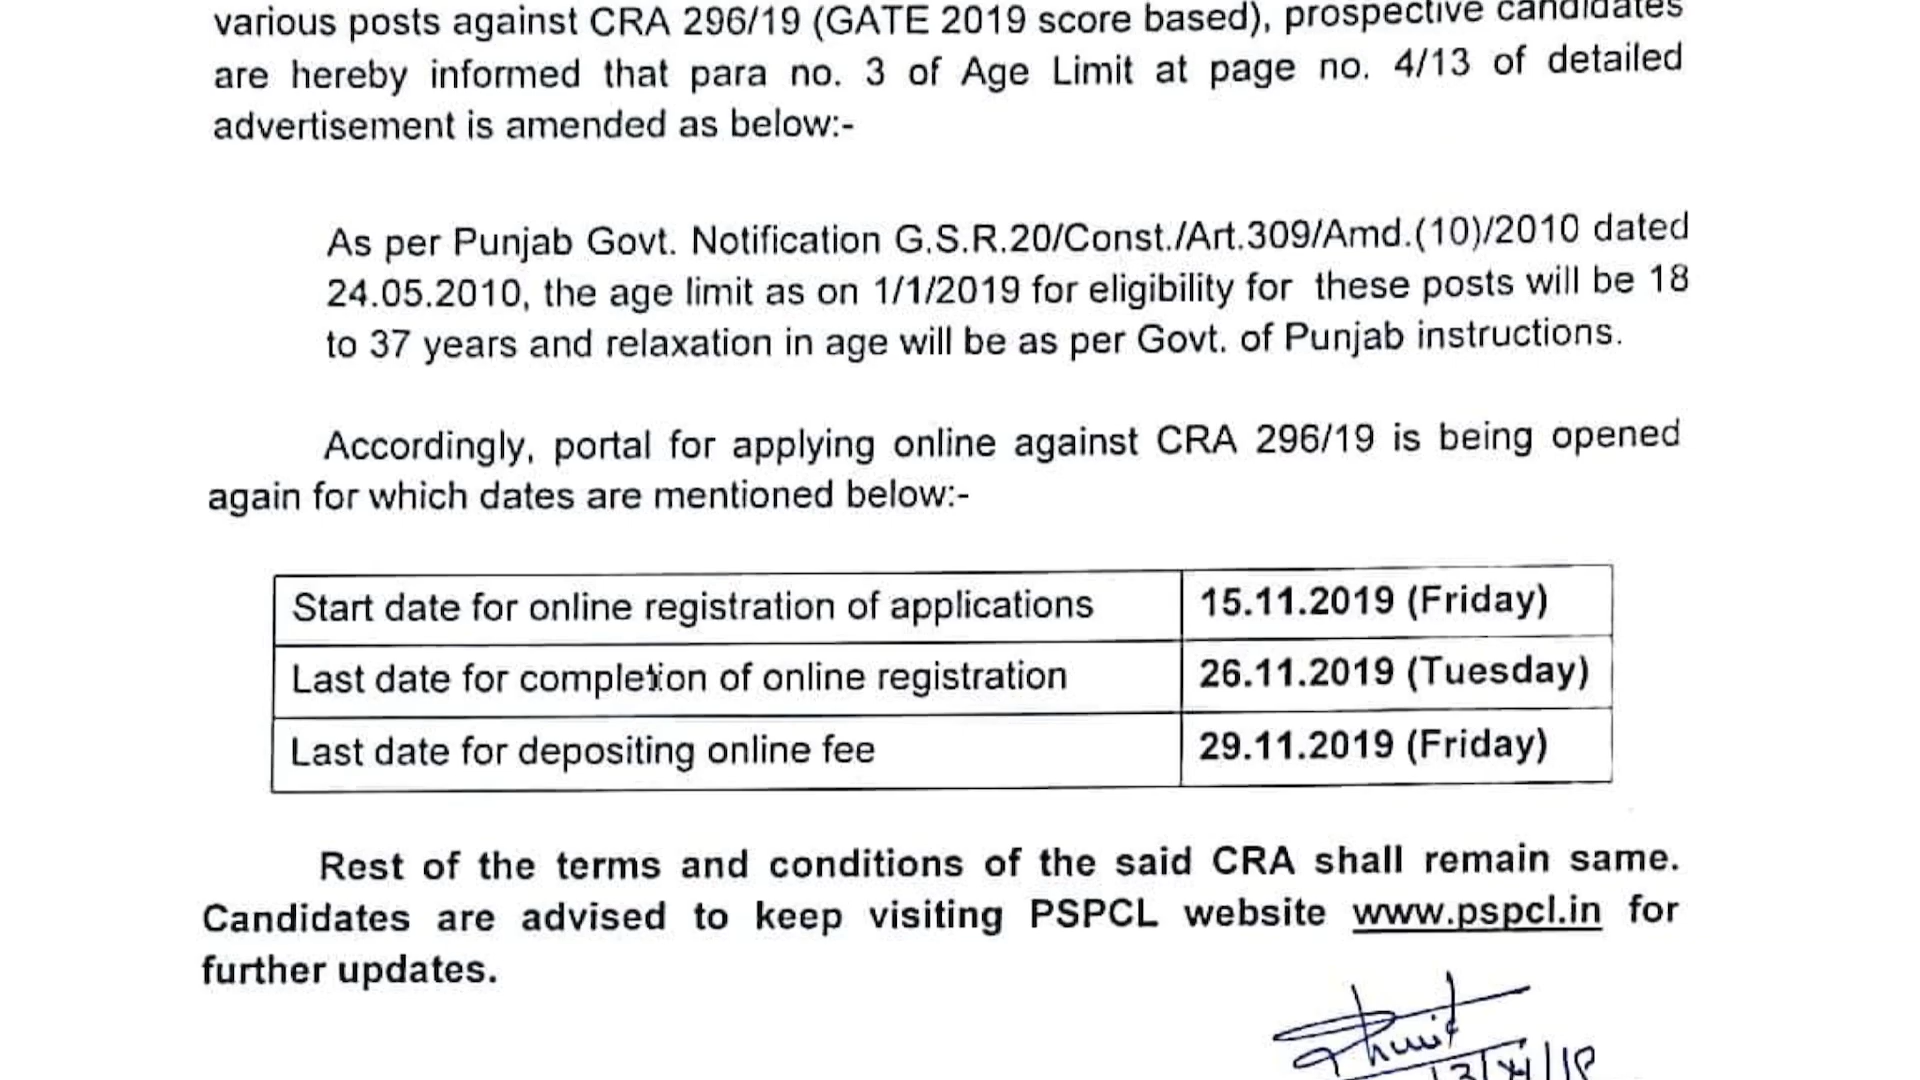 various posts against CRA 296/19 (GATE 2019 score based), prospective candidates
are hereby informed that para no. 3 of Age Limit at page no. 4/13 of detailed
advertisement is amended as below:-
As per Punjab Govt. Notification G.S.R.20/Const./Art.309/Amd.(10)/2010 dated
24.05.2010, the age limit as on 1/1/2019 for eligibility for these posts will be 18
to 37 years and relaxation in age will be as per Govt. of Punjab instructions.
Accordingly, portal for applying online against CRA 296/19 is being opened
again for which dates are mentioned below:-
Start date for online registration of applications 15.11.2019 (Friday)
Last date for completion of online registration 26.11.2019 (Tuesday)
Last date for depositing online fee 29.11.2019 (Friday)
Rest of the terms and conditions of the said CRA shall remain same.
Candidates are advised to keep visiting PSPCL website www.pspcl.in for
further updates.